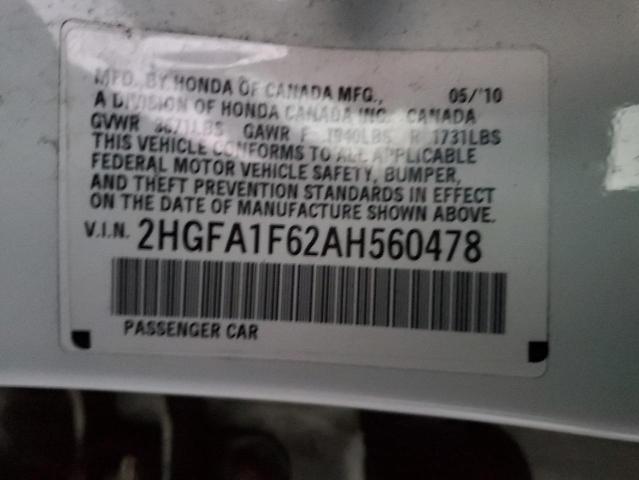 MFD. BY HONDA OF CANADA MFG., 05/'10
A DIVISION OF HONDA CANADA INC., CANADA
GVWR 3671LBS GAWR F 1940LBS R 1731LBS
THIS VEHICLE CONFORMS TO ALL APPLICABLE
FEDERAL MOTOR VEHICLE SAFETY, BUMPER,
AND THEFT PREVENTION STANDARDS IN EFFECT
ON THE DATE OF MANUFACTURE SHOWN ABOVE.
V.I.N. 2HGFA1F62AH560478
PASSENGER CAR